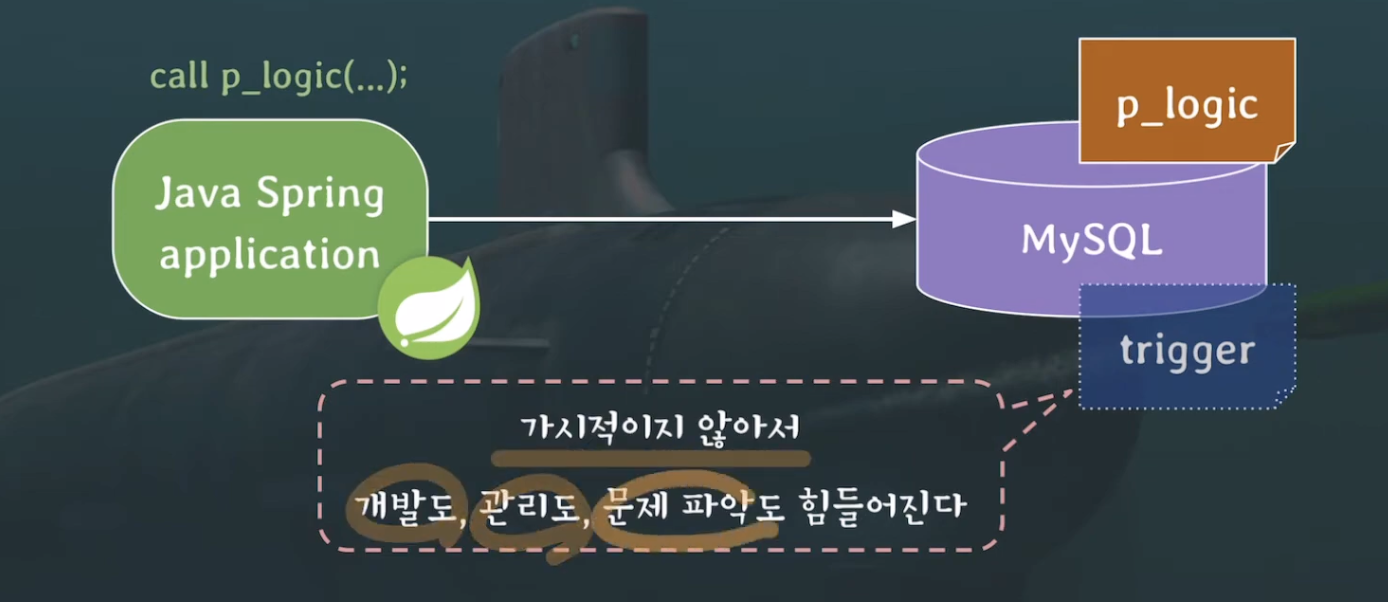 call p_logic(...);
Java Spring
application
p_logic
MySQL
trigger
가시적이지 않아서
개발도, 관리도, 문제 파악도 힘들어진다